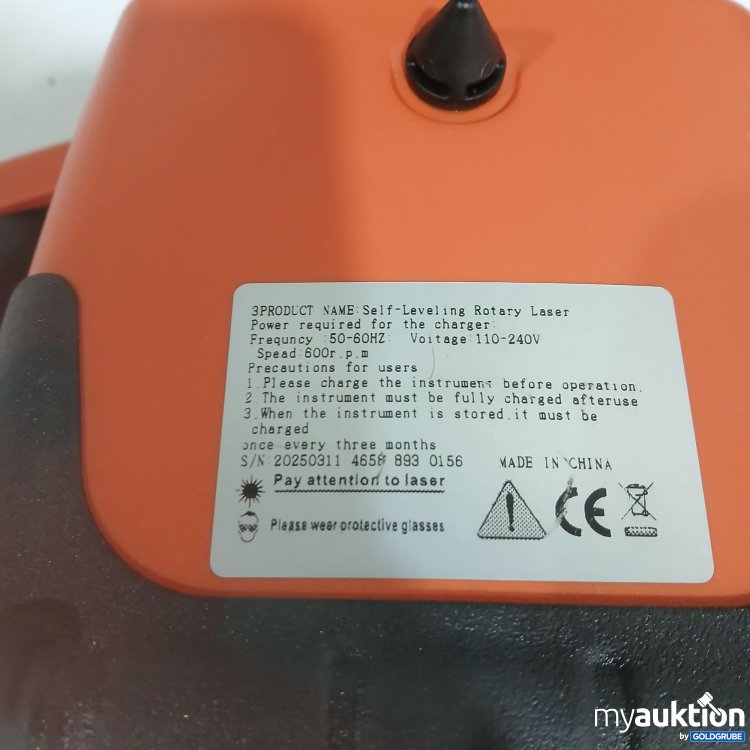 3PRODUCT NAME:Self-Leveling Rotary Laser
Power required for the charger:
Frequncy :50-60HZ; Voitage:110-240V
Spead:600r.p.m
Precautions for users
1.Please charge the instrument before operation.
2.The instrument must be fully charged afteruse
3.When the instrument is stored.it must be
charged
once every three months
S/N:20250311 4658 893 0156 MADE IN CHINA
Pay attention to laser
Please wear protective glasses
CE
myauktion
by GOLDGRUBE